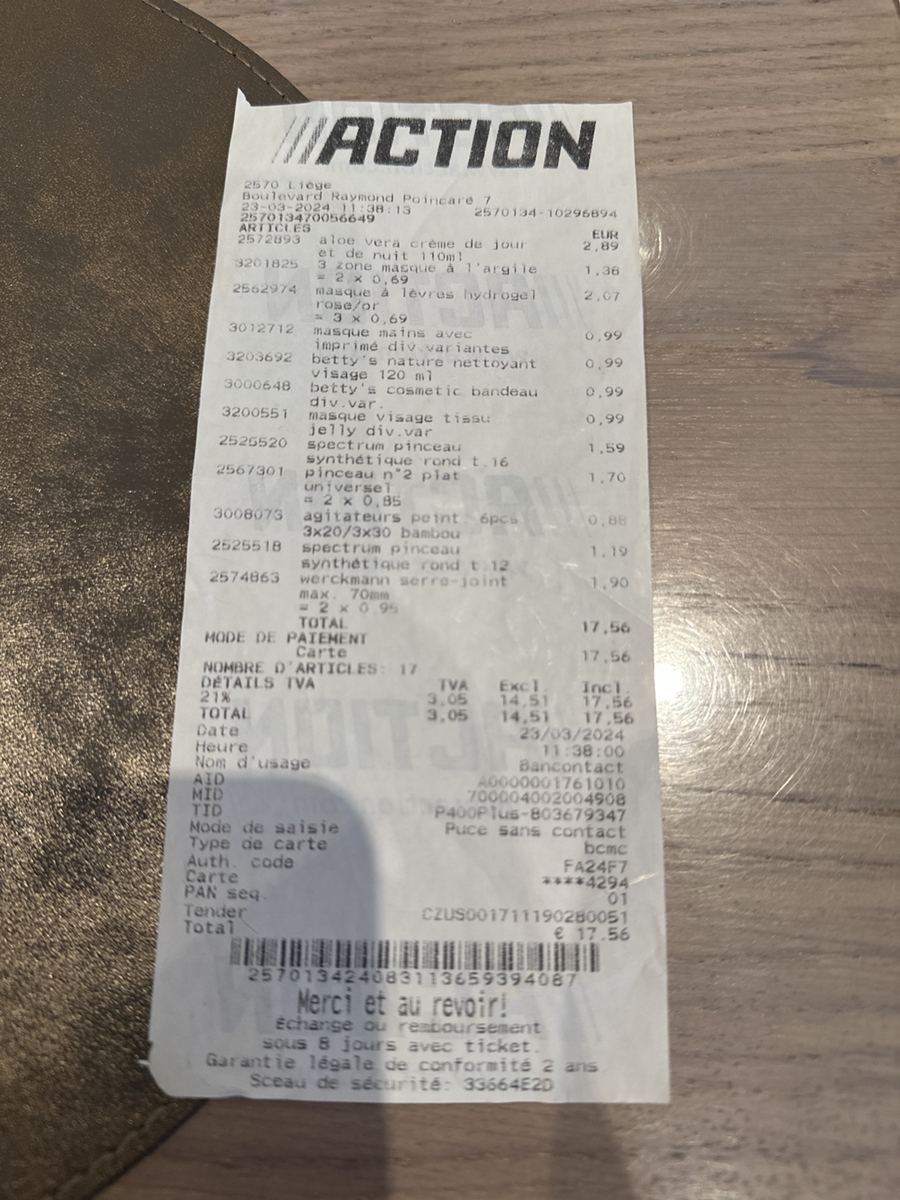 ACTION
2570 Liège
Boulevard Raymond Poincaré 7
23-03-2024 11:38:13 2570134-10296894
257013470056649
ARTICLES EUR
2572893 aloe vera crème de jour 2,89
et de nuit 110ml
3201825 3 zone masque à l'argile 1,38
= 2 x 0,69
2562974 masque à lèvres hydrogel 2,07
rose/or
= 3 x 0,69
3012712 masque mains avec 0,99
imprimé div.variantes
3203692 betty's nature nettoyant 0,99
visage 120 ml
3000648 betty's cosmetic bandeau 0,99
div.var.
3200551 masque visage tissu 0,99
jelly div.var
2525520 spectrum pinceau 1,59
synthétique rond t.16
2567301 pinceau n°2 plat 1,70
universel
= 2 x 0,85
3008073 agitateurs peint. 6pcs 0,88
3x20/3x30 bambou
2525518 spectrum pinceau 1,19
synthétique rond t.12
2574863 werckmann serre-joint 1,90
max. 70mm
= 2 x 0,95
TOTAL 17,56
MODE DE PAIEMENT
Carte 17,56
NOMBRE D'ARTICLES: 17
DÉTAILS TVA TVA Excl. Incl.
21% 3,05 14,51 17,56
TOTAL 3,05 14,51 17,56
Date 23/03/2024
Heure 11:38:00
Nom d'usage Bancontact
AID A0000001761010
MID 700004002004908
TID P400Plus-803679347
Mode de saisie Puce sans contact
Type de carte bcmc
Auth. code FA24F7
Carte ****4294
PAN seq. 01
Tender CZUS001711190280051
Total € 17,56
257013424083113659394087
Merci et au revoir!
Échange ou remboursement
sous 8 jours avec ticket.
Garantie légale de conformité 2 ans
Sceau de sécurité: 33664E2D